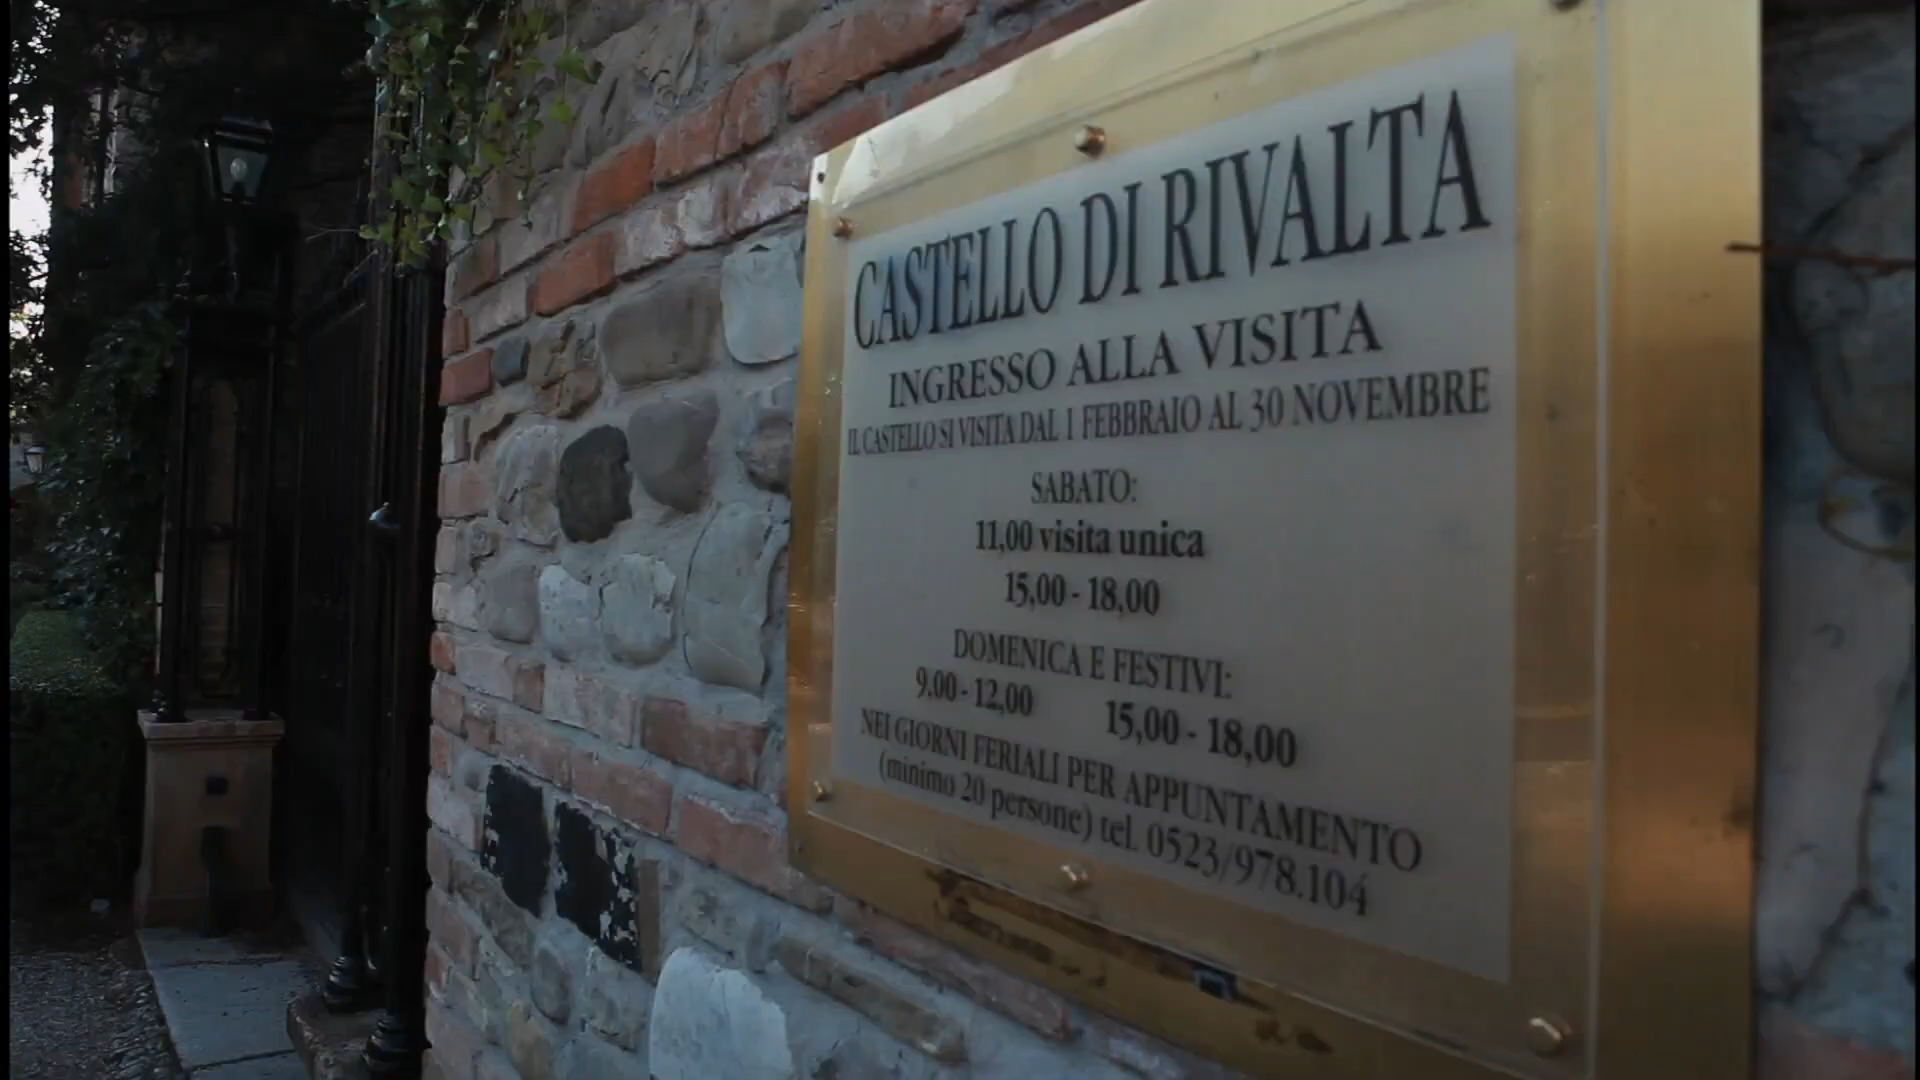 CASTELLO DI RIVALTA
INGRESSO ALLA VISITA
IL CASTELLO SI VISITA DAL 1 FEBBRAIO AL 30 NOVEMBRE
SABATO:
11,00 visita unica
15,00 - 18,00
DOMENICA E FESTIVI:
9.00 - 12,00 15,00 - 18,00
NEI GIORNI FERIALI PER APPUNTAMENTO
(minimo 20 persone) tel. 0523/978.104